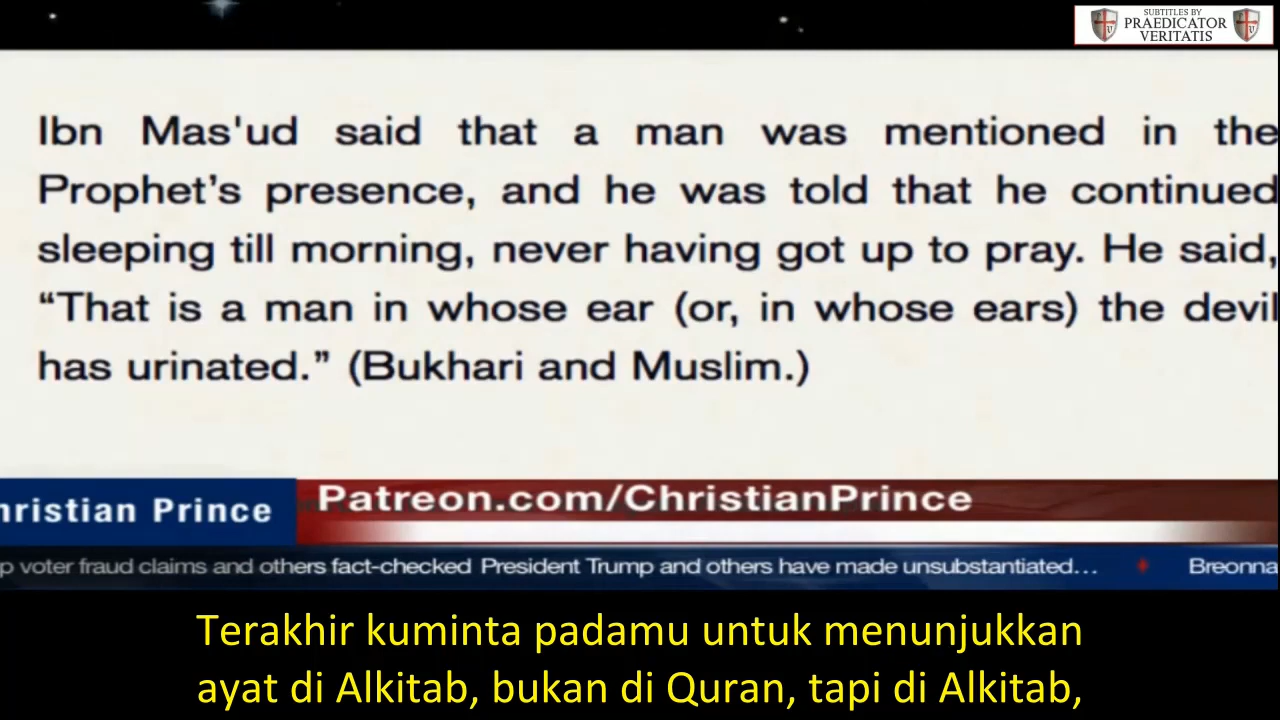 SUBTITLES BY
PRAEDICATOR
VERITATIS
Ibn Mas'ud said that a man was mentioned in the
Prophet’s presence, and he was told that he continued
sleeping till morning, never having got up to pray. He said,
“That is a man in whose ear (or, in whose ears) the devil
has urinated.” (Bukhari and Muslim.)
hristian Prince
Patreon.com/ChristianPrince
p voter fraud claims and others fact-checked President Trump and others have made unsubstantiated... Breonna
Terakhir kuminta padamu untuk menunjukkan
ayat di Alkitab, bukan di Quran, tapi di Alkitab,